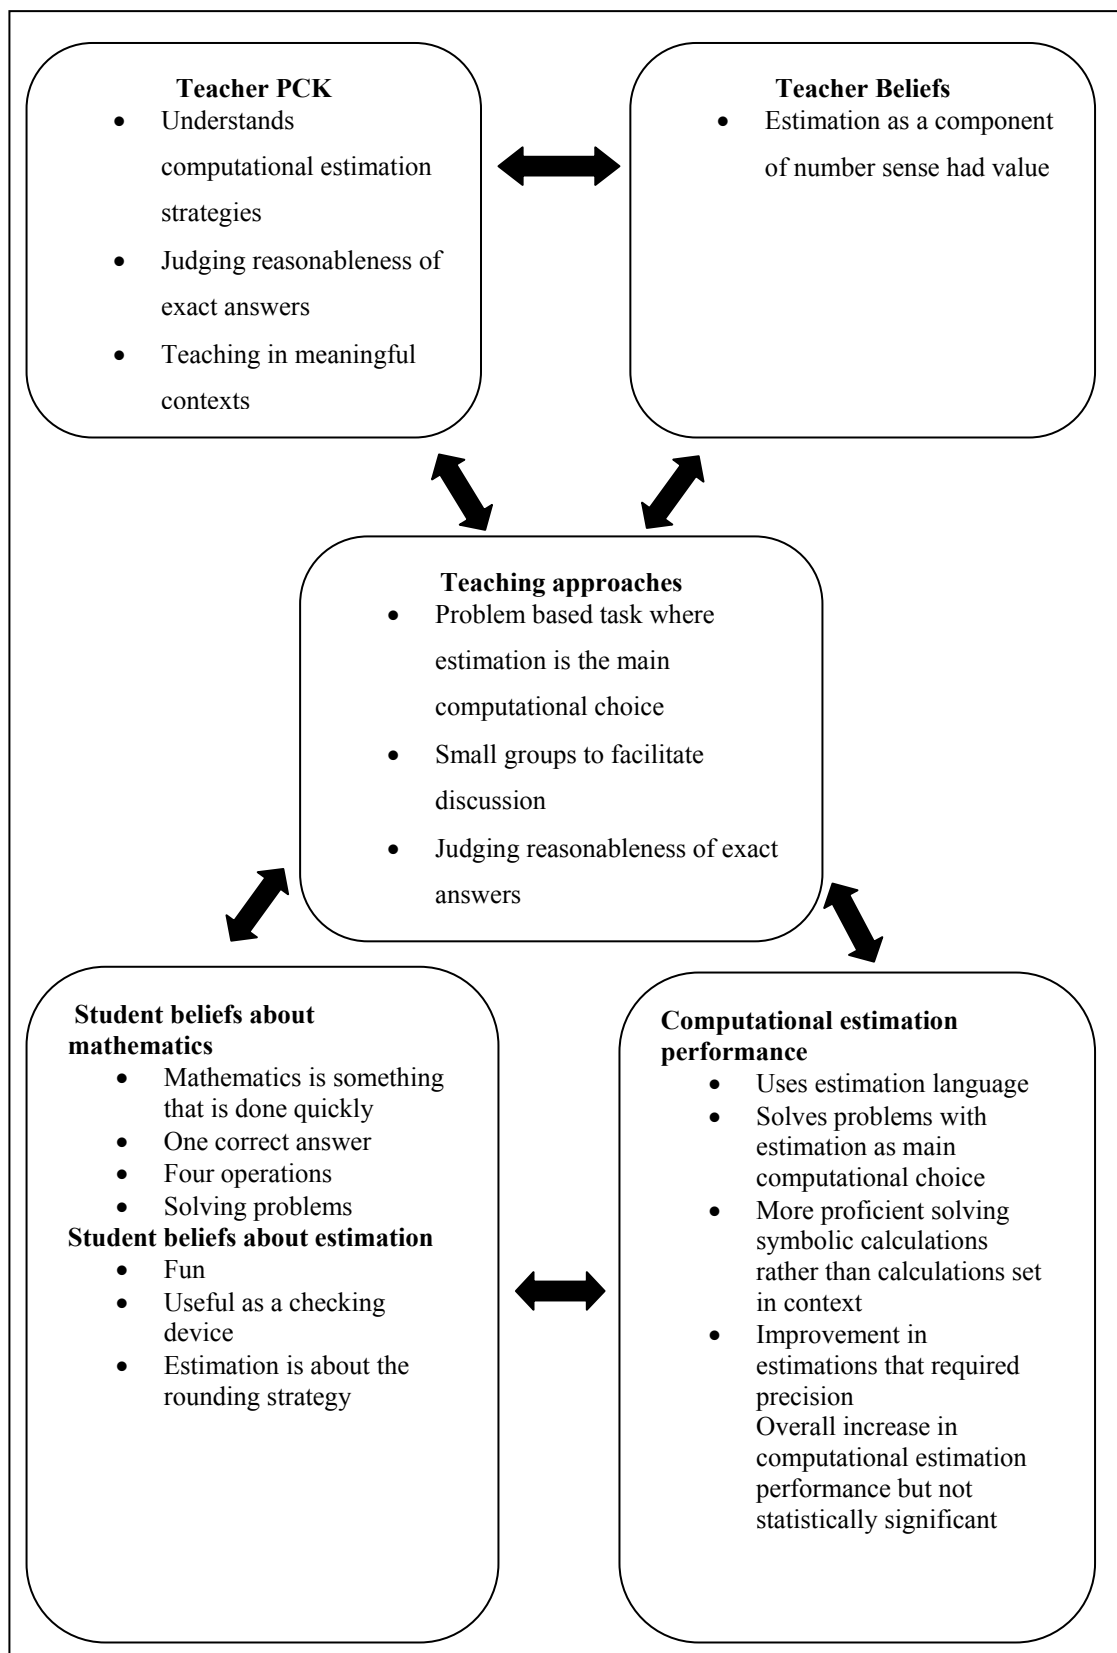 Teacher PCK
• Understands
computational estimation
strategies
• Judging reasonableness of
exact answers
• Teaching in meaningful
contexts
Teacher Beliefs
• Estimation as a component
of number sense had value
Teaching approaches
• Problem based task where
estimation is the main
computational choice
• Small groups to facilitate
discussion
• Judging reasonableness of exact
answers
Student beliefs about
mathematics
• Mathematics is something
that is done quickly
• One correct answer
• Four operations
• Solving problems
Student beliefs about estimation
• Fun
• Useful as a checking
device
• Estimation is about the
rounding strategy
Computational estimation
performance
• Uses estimation language
• Solves problems with
estimation as main
computational choice
• More proficient solving
symbolic calculations
rather than calculations set
in context
• Improvement in
estimations that required
precision
Overall increase in
computational estimation
performance but not
statistically significant